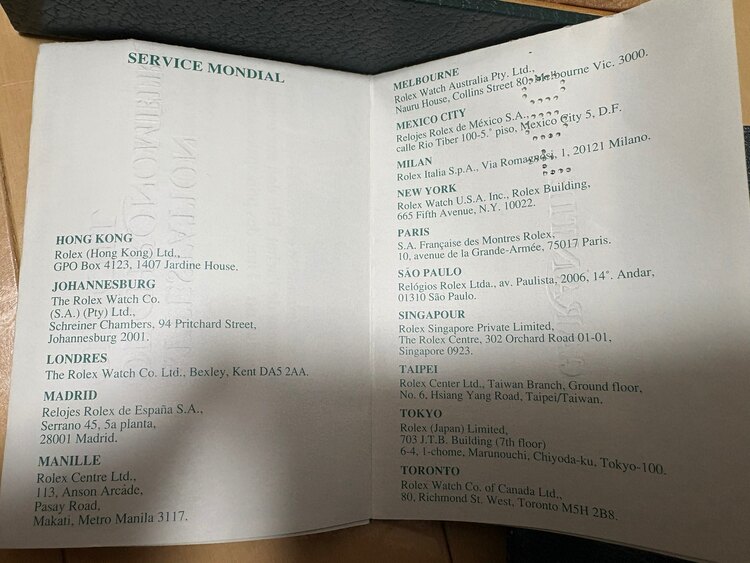 SERVICE MONDIAL
HONG KONG
Rolex (Hong Kong) Ltd.,
GPO Box 4123, 1407 Jardine House.
JOHANNESBURG
The Rolex Watch Co.
(S.A.) (Pty) Ltd.,
Schreiner Chambers, 94 Pritchard Street,
Johannesburg 2001.
LONDRES
The Rolex Watch Co. Ltd., Bexley, Kent DA5 2AA.
MADRID
Relojes Rolex de España S.A.,
Serrano 45, 5a planta,
28001 Madrid.
MANILLE
Rolex Centre Ltd.,
113, Anson Arcade,
Pasay Road,
Makati, Metro Manila 3117.
MELBOURNE
Rolex Watch Australia Pty. Ltd.,
Nauru House, Collins Street 80, Melbourne Vic. 3000.
MEXICO CITY
Relojes Rolex de México S.A.,
calle Rio Tiber 100-5.° piso, Mexico City 5, D.F.
MILAN
Rolex Italia S.p.A., Via Romagnosi, 1, 20121 Milano.
NEW YORK
Rolex Watch U.S.A. Inc., Rolex Building,
665 Fifth Avenue, N.Y. 10022.
PARIS
S.A. Française des Montres Rolex,
10, avenue de la Grande-Armée, 75017 Paris.
SÃO PAULO
Relógios Rolex Ltda., av. Paulista, 2006, 14°. Andar,
01310 São Paulo.
SINGAPOUR
Rolex Singapore Private Limited,
The Rolex Centre, 302 Orchard Road 01-01,
Singapore 0923.
TAIPEI
Rolex Center Ltd., Taiwan Branch, Ground floor,
No. 6, Hsiang Yang Road, Taipei/Taiwan.
TOKYO
Rolex (Japan) Limited,
703 J.T.B. Building (7th floor)
6-4, 1-chome, Marunouchi, Chiyoda-ku, Tokyo-100.
TORONTO
Rolex Watch Co. of Canada Ltd.,
80, Richmond St. West, Toronto M5H 2B8.